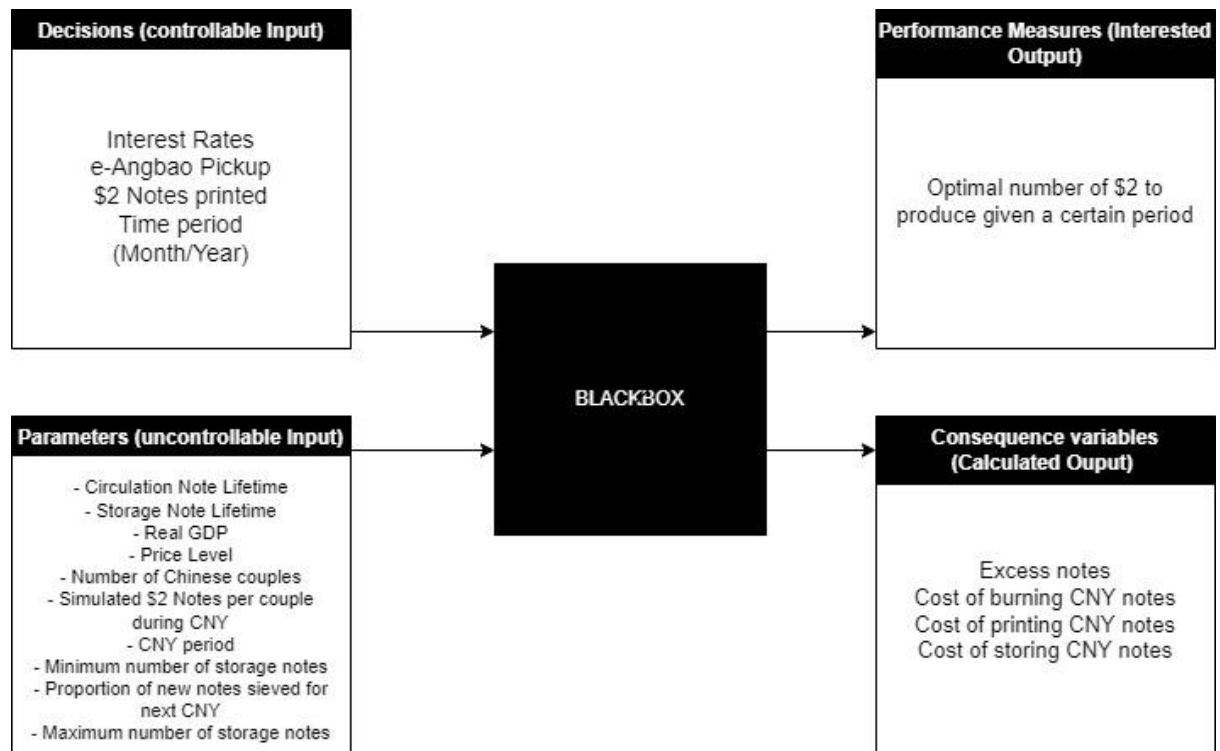 Decisions (controllable Input)
Interest Rates
e-Angbao Pickup
$2 Notes printed
Time period
(Month/Year)
Performance Measures (Interested
Output)
Optimal number of $2 to
produce given a certain period
BLACKBOX
Parameters (uncontrollable Input)
- Circulation Note Lifetime
- Storage Note Lifetime
- Real GDP
- Price Level
- Number of Chinese couples
- Simulated $2 Notes per couple
during CNY
- CNY period
- Minimum number of storage notes
- Proportion of new notes sieved for
next CNY
- Maximum number of storage notes
Consequence variables
(Calculated Ouput)
Excess notes
Cost of burning CNY notes
Cost of printing CNY notes
Cost of storing CNY notes